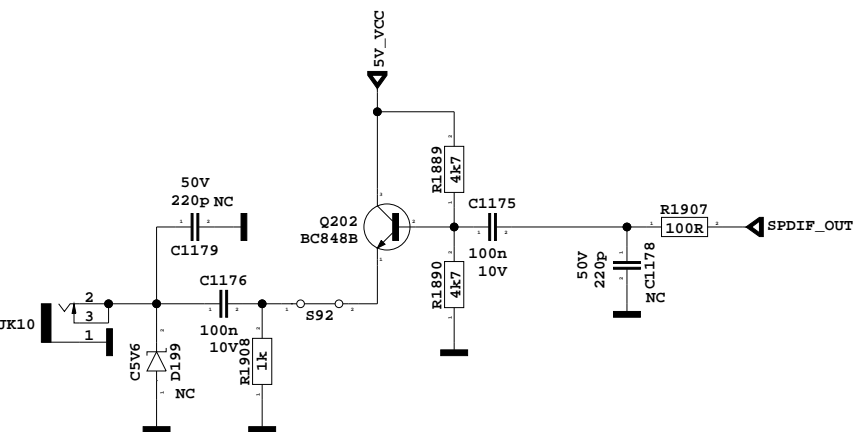 5V_VCC
R1889
4k7
50V
220p NC
C1179
Q202
BC848B
C1175
100n
10V
R1907
100R
SPDIF_OUT
50V
220p
C1178
NC
R1890
4k7
C1176
100n
10V
S92
R1908
1k
JK10
2
3
1
C5V6
D199
NC